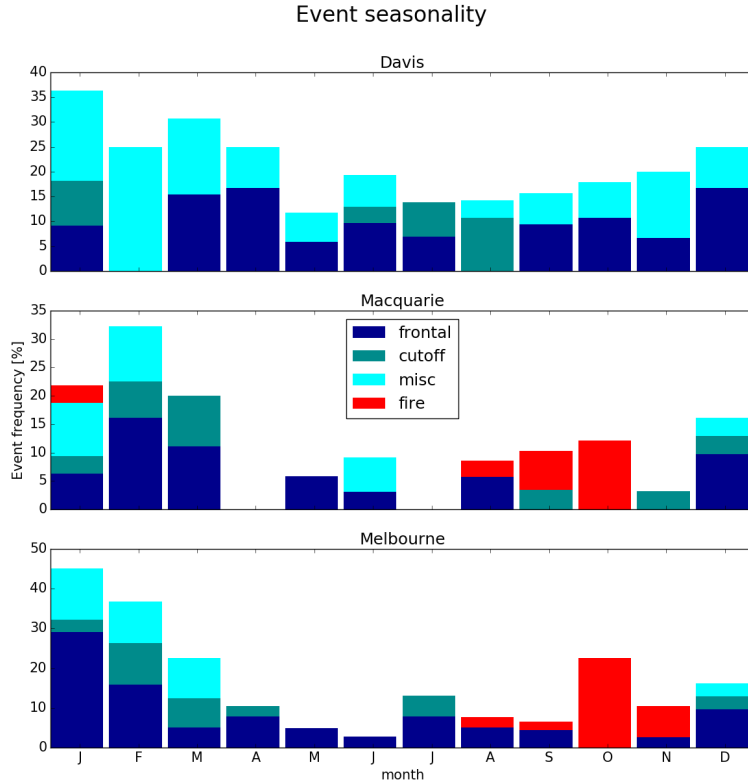 Event seasonality
Davis
40
35
30
25
20
15
10
5
0
Macquarie
35
30
25
20
15
10
5
0
frontal
cutoff
misc
fire
Event frequency [%]
Melbourne
50
40
30
20
10
0
J F M A M J J A S O N D
month